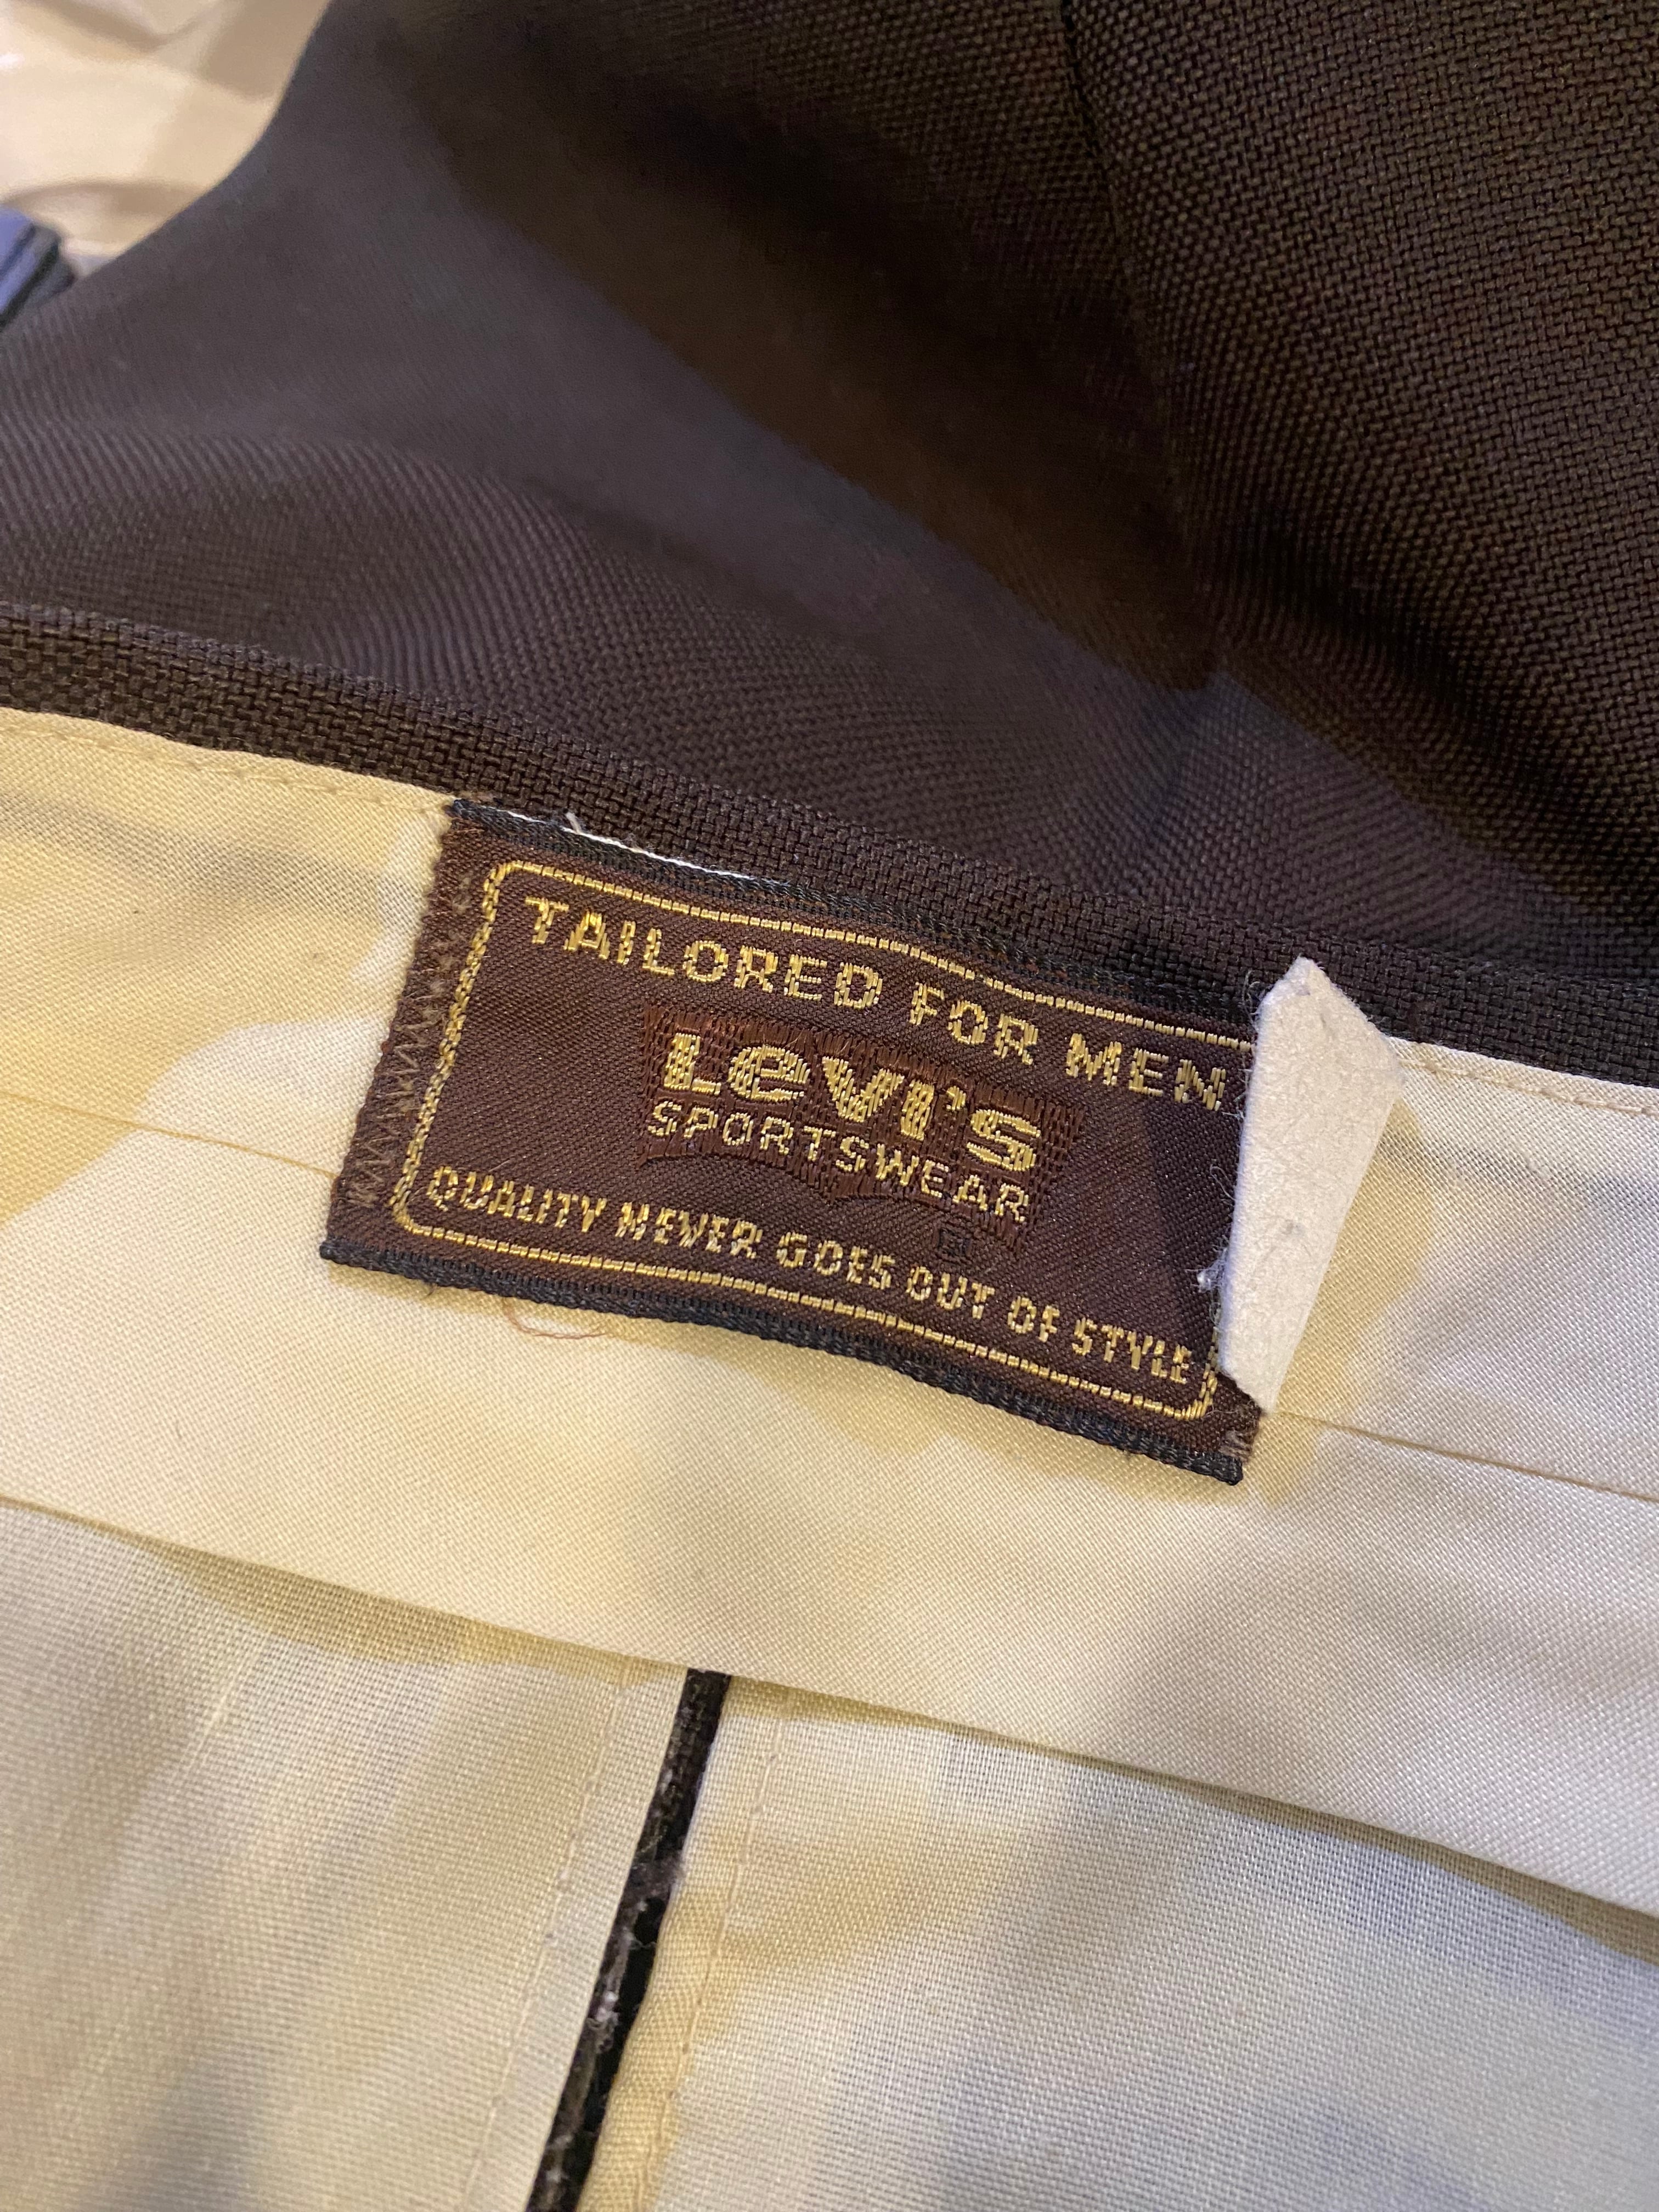 TAILORED FOR MEN
Levi's
SPORTSWEAR
QUALITY NEVER GOES OUT OF STYLE